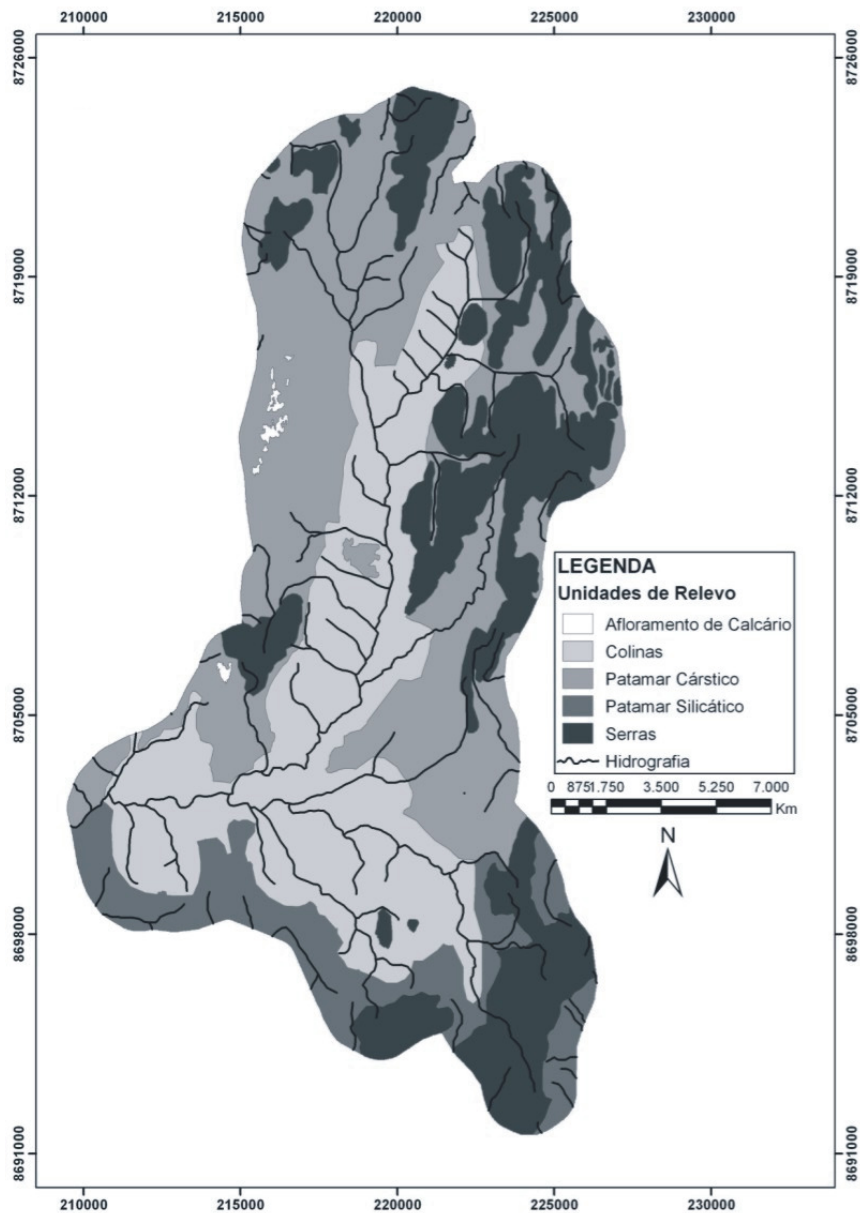 210000 215000 220000 225000 230000
8726000 8726000
8719000 8719000
8712000 8712000
LEGENDA
Unidades de Relevo
Afloramento de Calcário
Colinas
Patamar Cárstico
Patamar Silicático
Serras
Hidrografia
8705000 8705000
0 8751.750 3.500 5.250 7.000
Km
N
8698000 8698000
8691000 8691000
210000 215000 220000 225000 230000